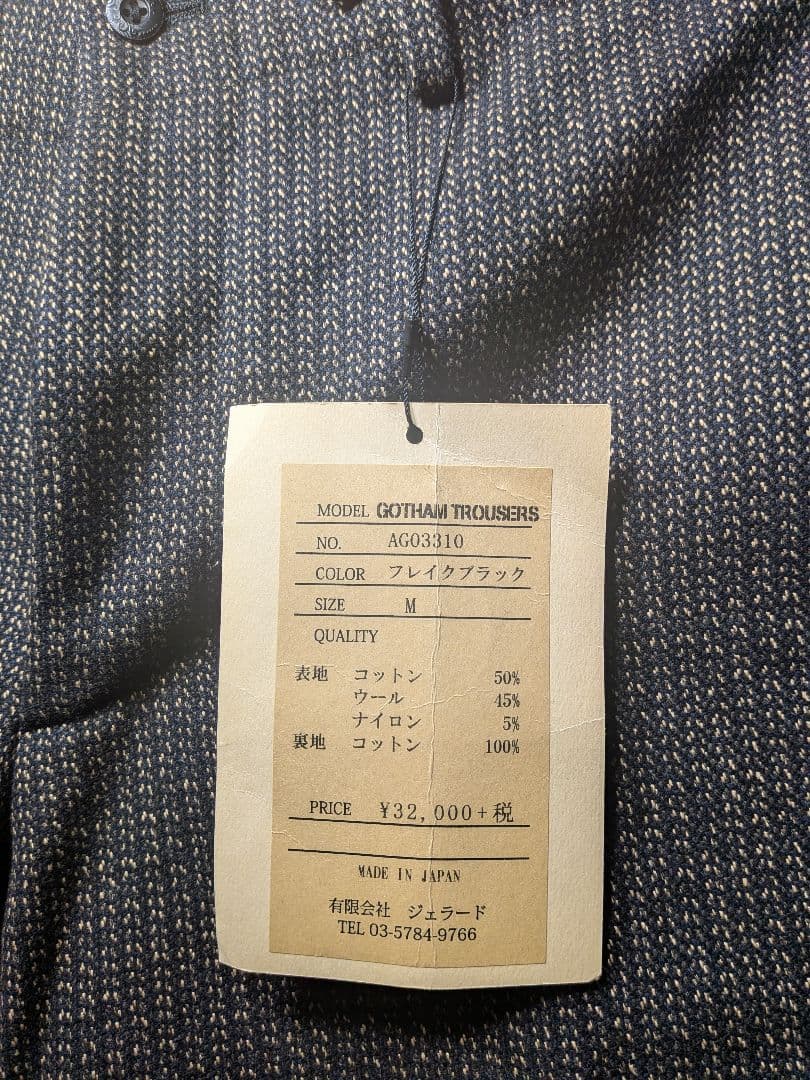 MODEL GOTHAM TROUSERS
NO. AG03310
COLOR フレイクブラック
SIZE M
QUALITY
表地 コットン 50%
ウール 45%
ナイロン 5%
裏地 コットン 100%
PRICE ¥32,000+税
MADE IN JAPAN
有限会社 ジェラード
TEL 03-5784-9766